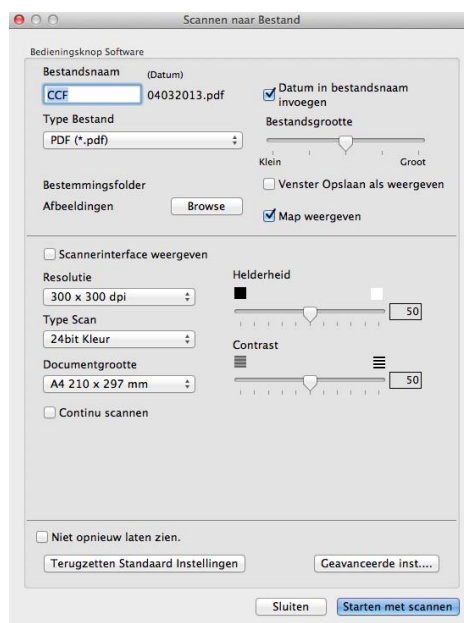 Scannen naar Bestand
Bedieningsknop Software
Bestandsnaam (Datum)
CCF 04032013.pdf
Datum in bestandsnaam
invoegen
Type Bestand
PDF (*.pdf)
Bestandsgrootte
Klein Groot
Bestemmingsfolder
Afbeeldingen Browse
Venster Opslaan als weergeven
Map weergeven
Scannerinterface weergeven
Resolutie
300 x 300 dpi
Type Scan
24bit Kleur
Documentgrootte
A4 210 x 297 mm
Continu scannen
Helderheid
50
Contrast
50
Niet opnieuw laten zien.
Terugzetten Standaard Instellingen Geavanceerde inst....
Sluiten Starten met scannen